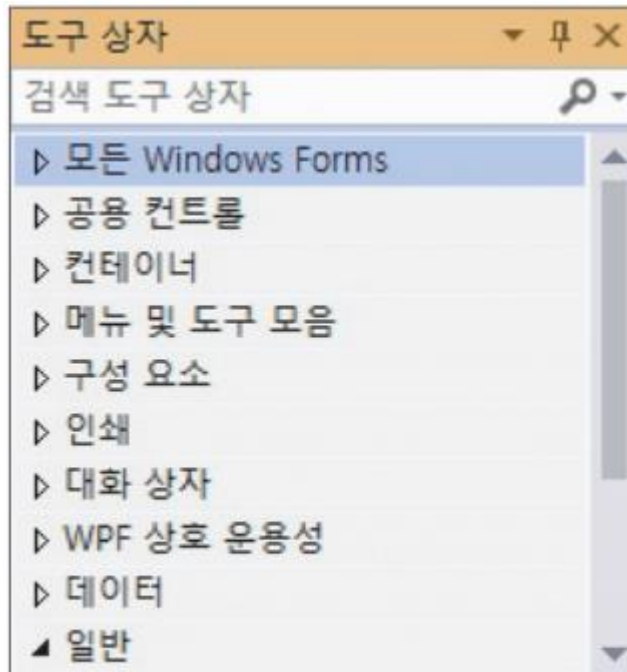 도구 상자
검색 도구 상자
모든 Windows Forms
공용 컨트롤
컨테이너
메뉴 및 도구 모음
구성 요소
인쇄
대화 상자
WPF 상호 운용성
데이터
일반